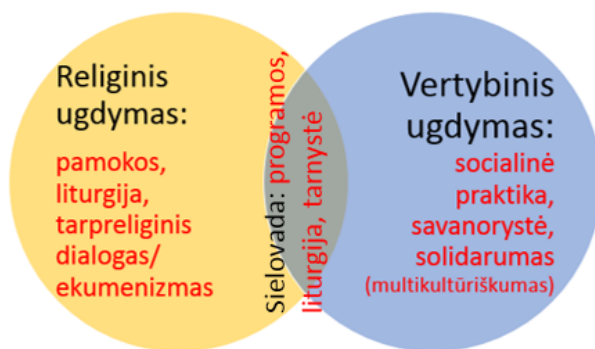 Religinis
ugdymas:
pamokos,
liturgija,
tarpreliginis
dialogas/
ekumenizmas
Sielovada: programos,
liturgija, tarnystė
Vertybinis
ugdymas:
socialinė
praktika,
savanorystė,
solidarumas
(multikultūriškumas)